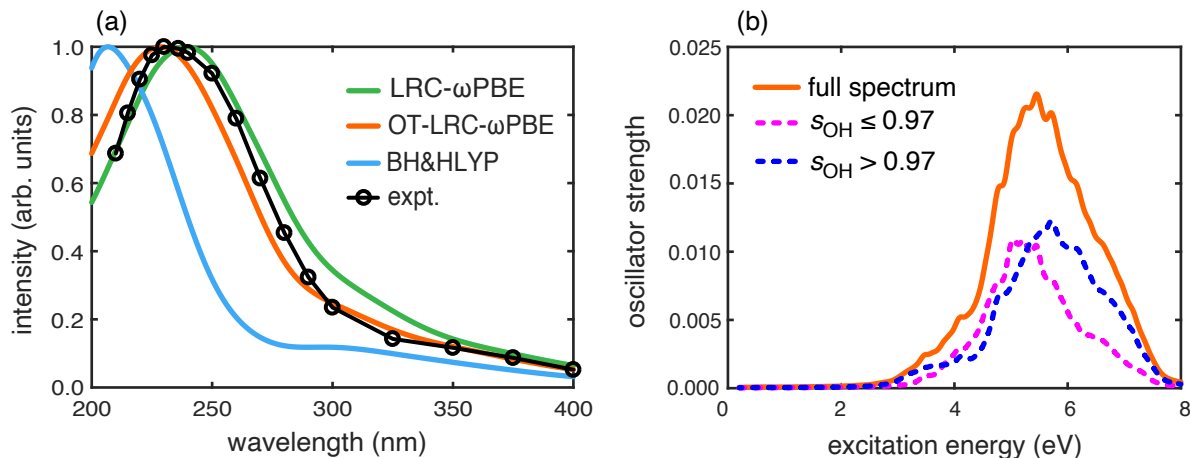 (a)
intensity (arb. units)
1.0
0.8
0.6
0.4
0.2
0.0
200
250
300
350
400
wavelength (nm)
LRC-ωPBE
OT-LRC-ωPBE
BH&HLYP
expt.
(b)
oscillator strength
0.025
0.020
0.015
0.010
0.005
0.000
0
2
4
6
8
excitation energy (eV)
full spectrum
sOH ≤ 0.97
sOH > 0.97